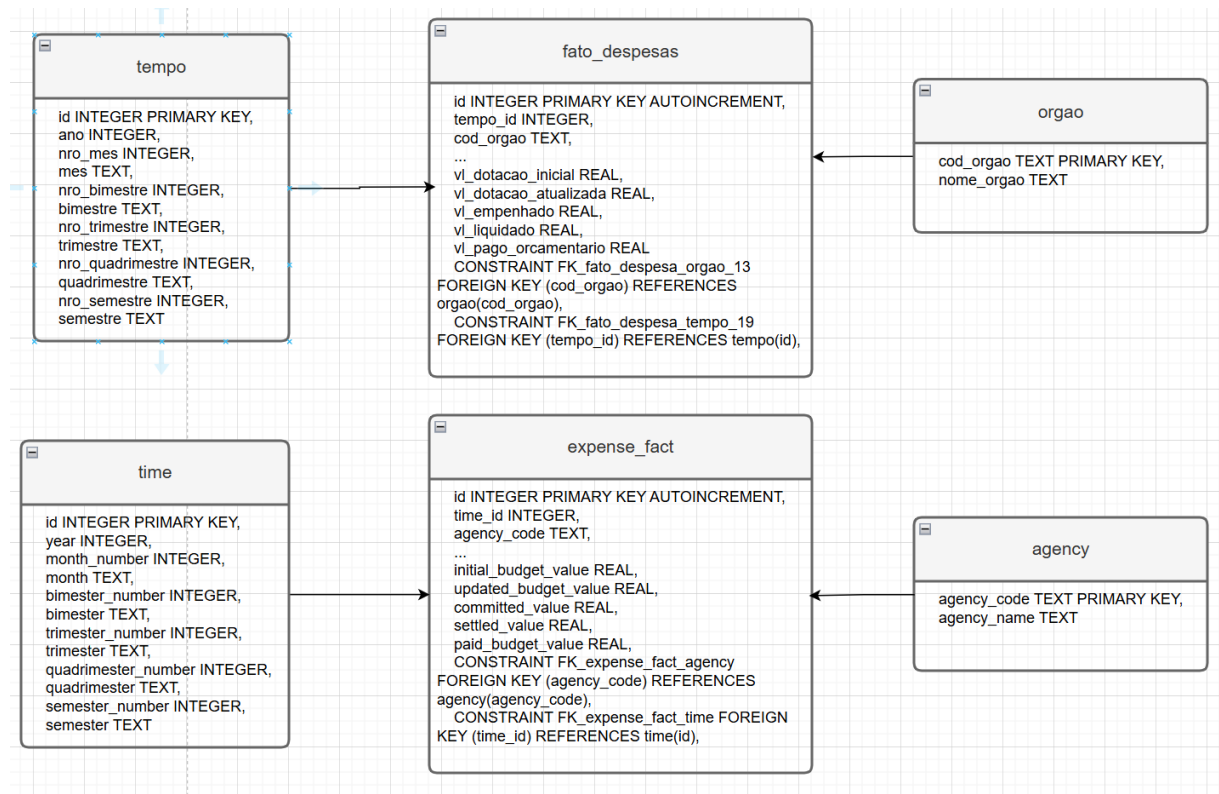 tempo
id INTEGER PRIMARY KEY,
ano INTEGER,
nro_mes INTEGER,
mes TEXT,
nro_bimestre INTEGER,
bimestre TEXT,
nro_trimestre INTEGER,
trimestre TEXT,
nro_quadrimestre INTEGER,
quadrimestre TEXT,
nro_semestre INTEGER,
semestre TEXT
fato_despesas
id INTEGER PRIMARY KEY AUTOINCREMENT,
tempo_id INTEGER,
cod_orgao TEXT,
...
vl_dotacao_inicial REAL,
vl_dotacao_atualizada REAL,
vl_empenhado REAL,
vl_liquidado REAL,
vl_pago_orcamentario REAL
CONSTRAINT FK_fato_despesa_orgao_13
FOREIGN KEY (cod_orgao) REFERENCES
orgao(cod_orgao),
CONSTRAINT FK_fato_despesa_tempo_19
FOREIGN KEY (tempo_id) REFERENCES tempo(id),
orgao
cod_orgao TEXT PRIMARY KEY,
nome_orgao TEXT
time
id INTEGER PRIMARY KEY,
year INTEGER,
month_number INTEGER,
month TEXT,
bimester_number INTEGER,
bimester TEXT,
trimester_number INTEGER,
trimester TEXT,
quadrimester_number INTEGER,
quadrimester TEXT,
semester_number INTEGER,
semester TEXT
expense_fact
id INTEGER PRIMARY KEY AUTOINCREMENT,
time_id INTEGER,
agency_code TEXT,
...
initial_budget_value REAL,
updated_budget_value REAL,
committed_value REAL,
settled_value REAL,
paid_budget_value REAL,
CONSTRAINT FK_expense_fact_agency
FOREIGN KEY (agency_code) REFERENCES
agency(agency_code),
CONSTRAINT FK_expense_fact_time FOREIGN
KEY (time_id) REFERENCES time(id),
agency
agency_code TEXT PRIMARY KEY,
agency_name TEXT